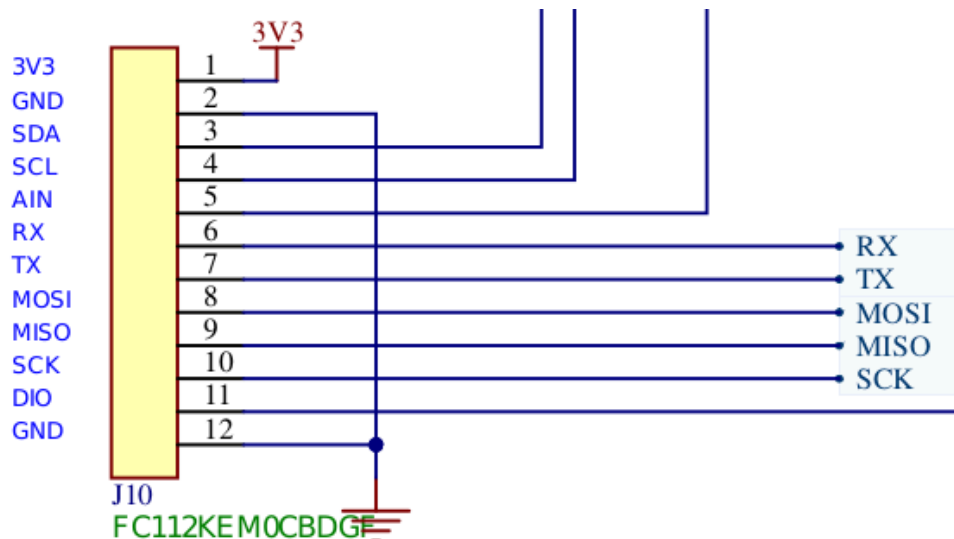 3V3
3V3 1
GND 2
SDA 3
SCL 4
AIN 5
RX 6 RX
TX 7 TX
MOSI 8 MOSI
MISO 9 MISO
SCK 10 SCK
DIO 11
GND 12
J10
FC112KEM0CBDGF